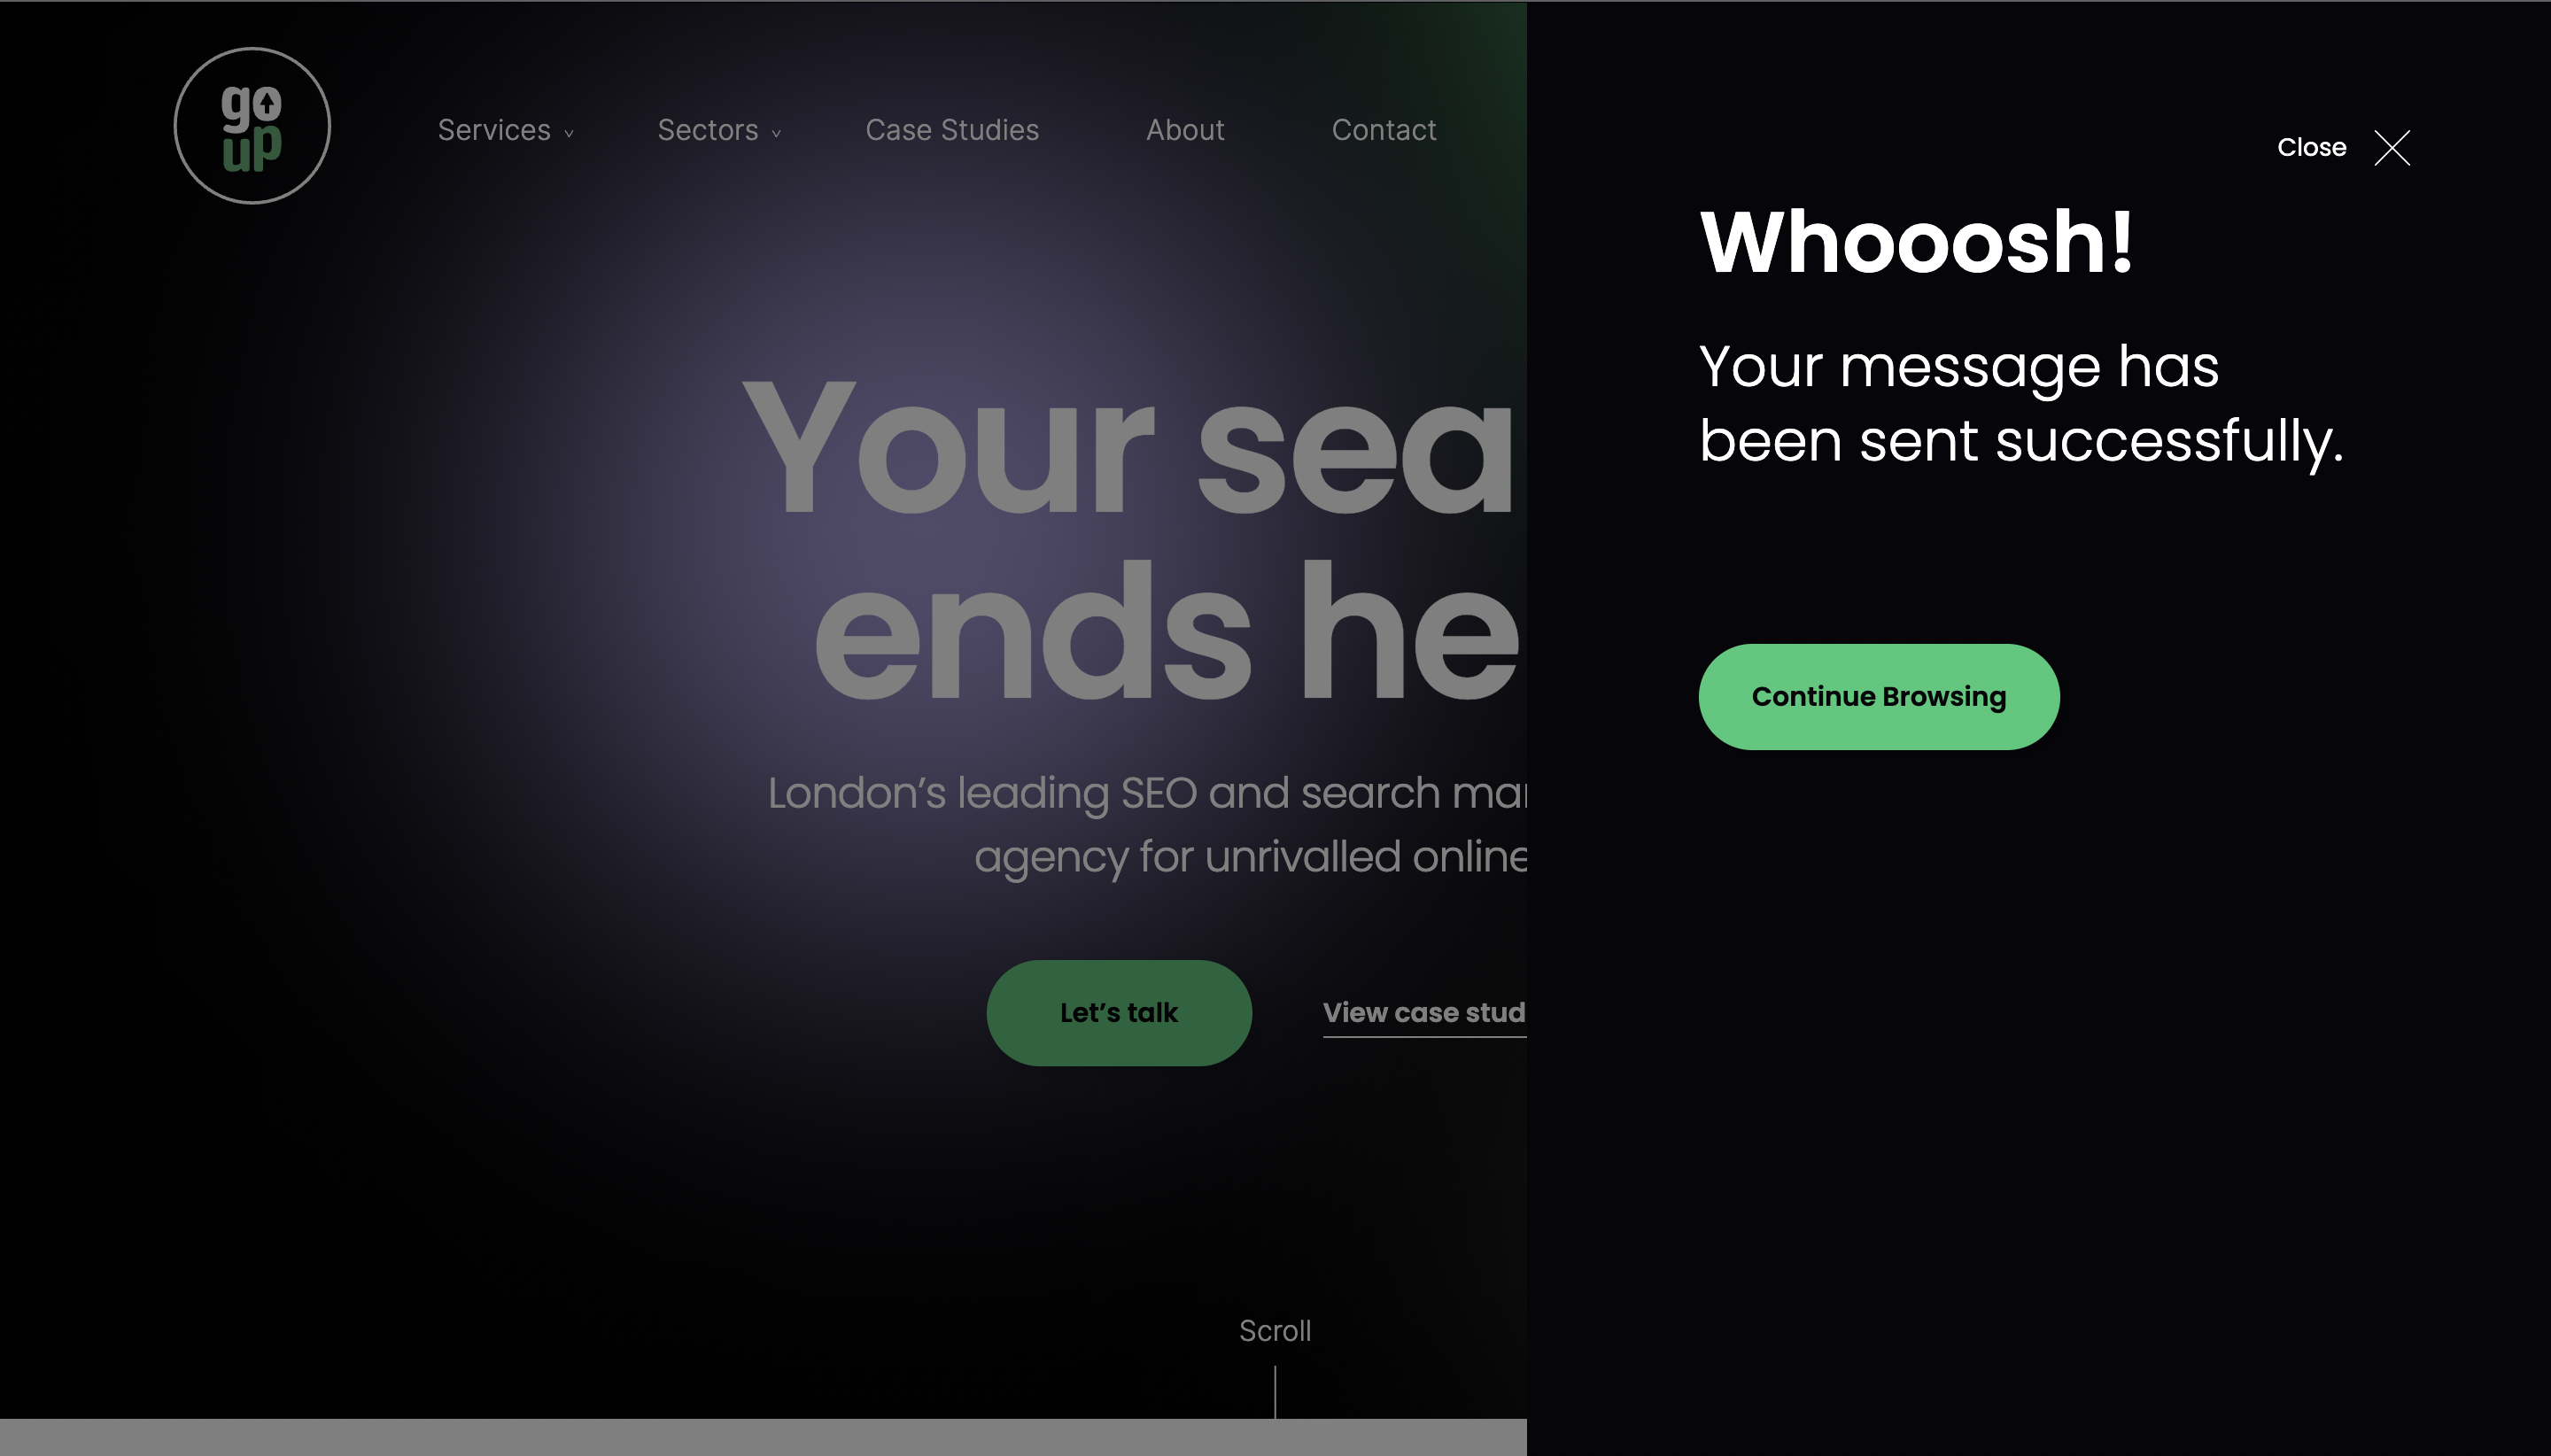 go
up
Services
Sectors
Case Studies
About
Contact
Your sea
ends he
London’s leading SEO and search mar
agency for unrivalled online
Let’s talk
View case stud
Scroll
Close
Whooosh!
Your message has
been sent successfully.
Continue Browsing